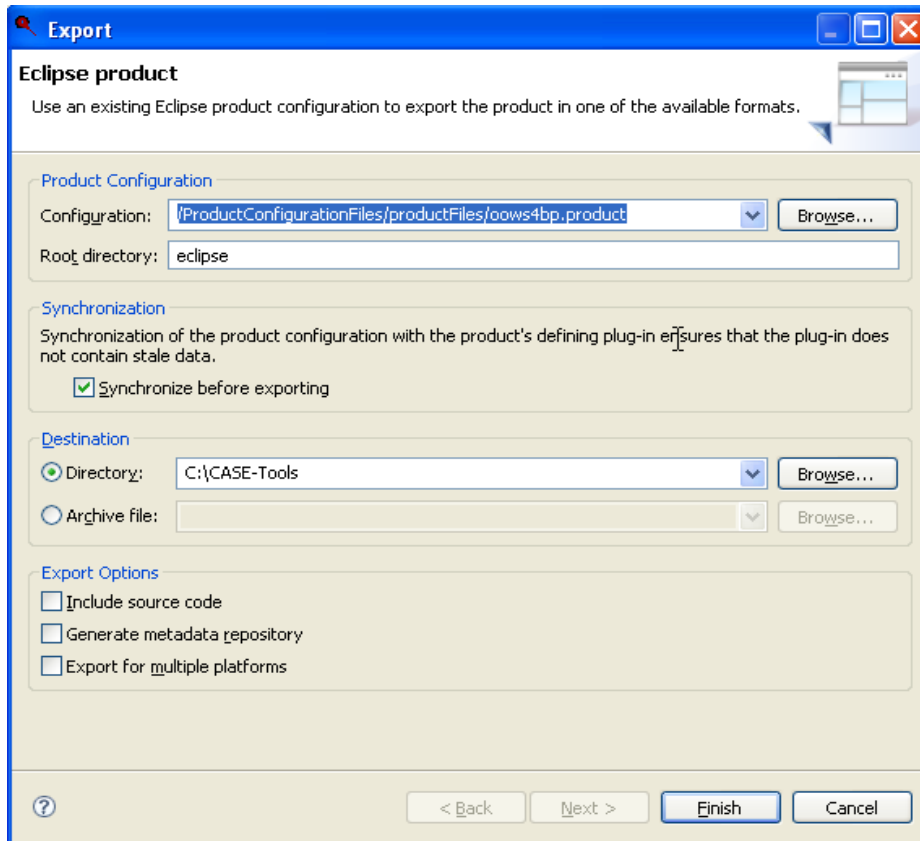 Export
Eclipse product
Use an existing Eclipse product configuration to export the product in one of the available formats.
Product Configuration
Configuration: /ProductConfigurationFiles/productFiles/oows4bp.product Browse...
Root directory: eclipse
Synchronization
Synchronization of the product configuration with the product's defining plug-in ensures that the plug-in does
not contain stale data.
Synchronize before exporting
Destination
Directory: C:\CASE-Tools Browse...
Archive file: Browse...
Export Options
Include source code
Generate metadata repository
Export for multiple platforms
? < Back Next > Finish Cancel